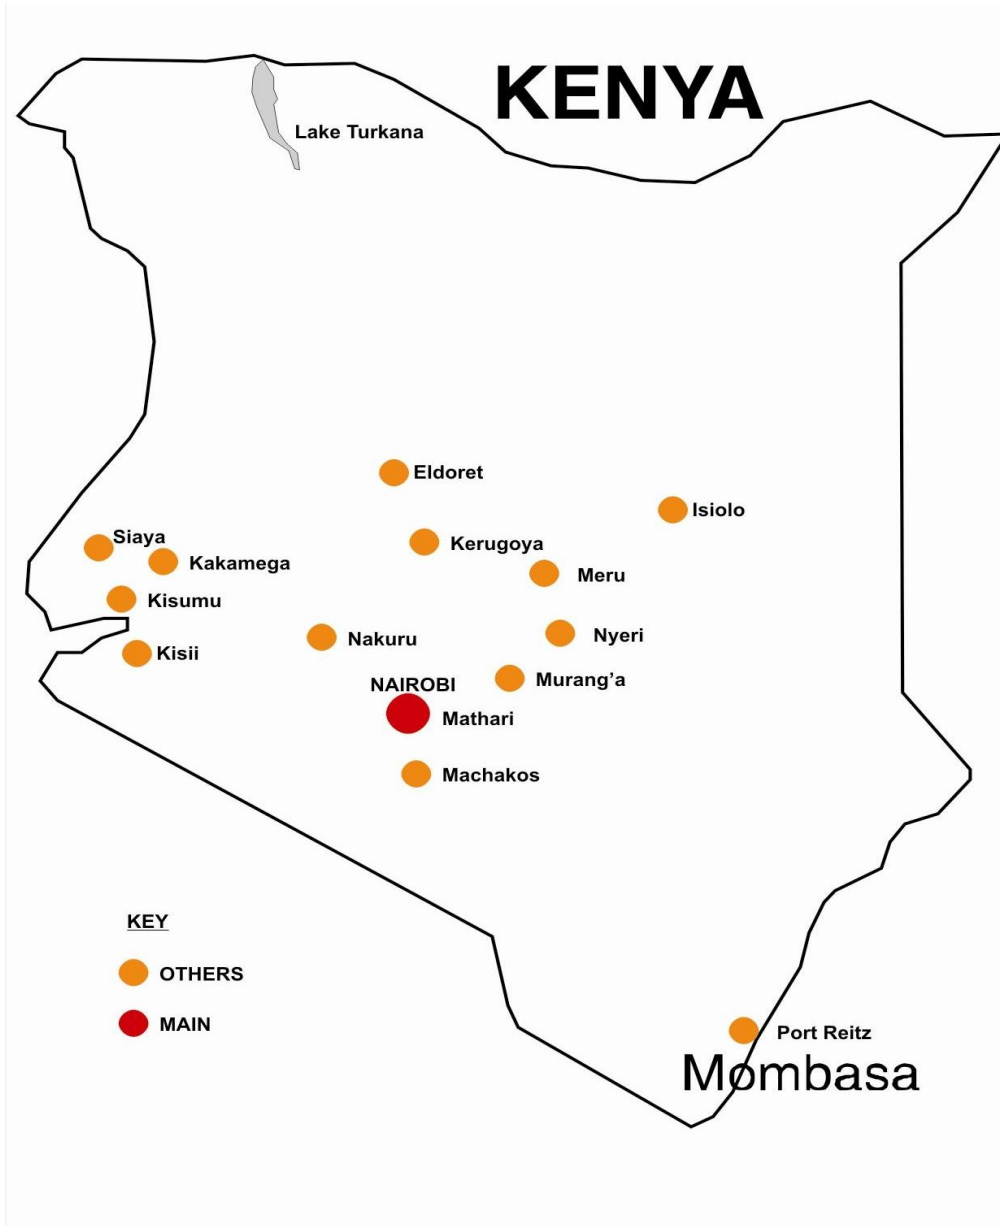 KENYA
Lake Turkana
Eldoret
Isiolo
Siaya
Kerugoya
Kakamega
Meru
Kisumu
Nakuru
Nyeri
Kisii
Murang’a
NAIROBI
Mathari
Machakos
KEY
OTHERS
MAIN
Port Reitz
Mombasa